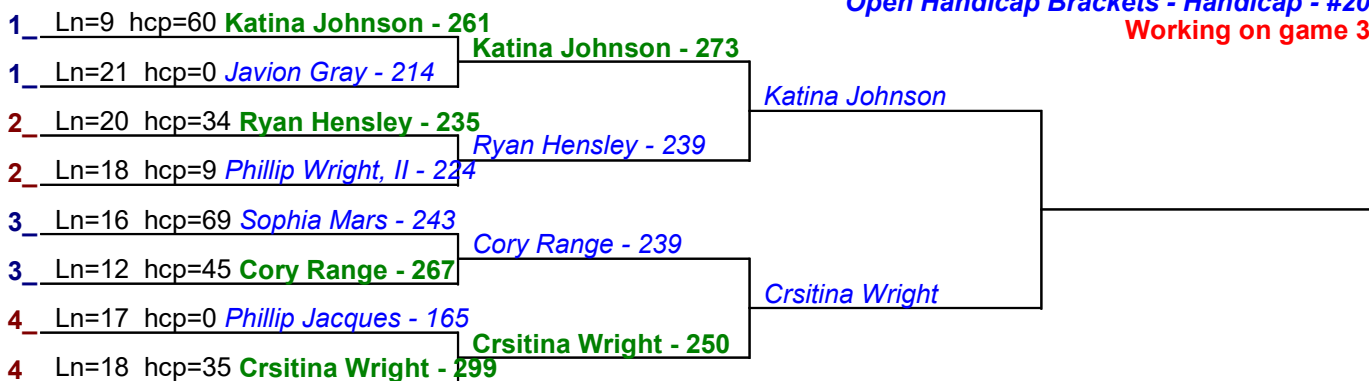 Open Handicap Brackets - Handicap - #20
Working on game 3
1_ Ln=9 hcp=60 Katina Johnson - 261
Katina Johnson - 273
1_ Ln=21 hcp=0 Javion Gray - 214
Katina Johnson
2_ Ln=20 hcp=34 Ryan Hensley - 235
Ryan Hensley - 239
2_ Ln=18 hcp=9 Phillip Wright, II - 224
3_ Ln=16 hcp=69 Sophia Mars - 243
Cory Range - 239
3_ Ln=12 hcp=45 Cory Range - 267
Crsitina Wright
4_ Ln=17 hcp=0 Phillip Jacques - 165
Crsitina Wright - 250
4 Ln=18 hcp=35 Crsitina Wright - 299